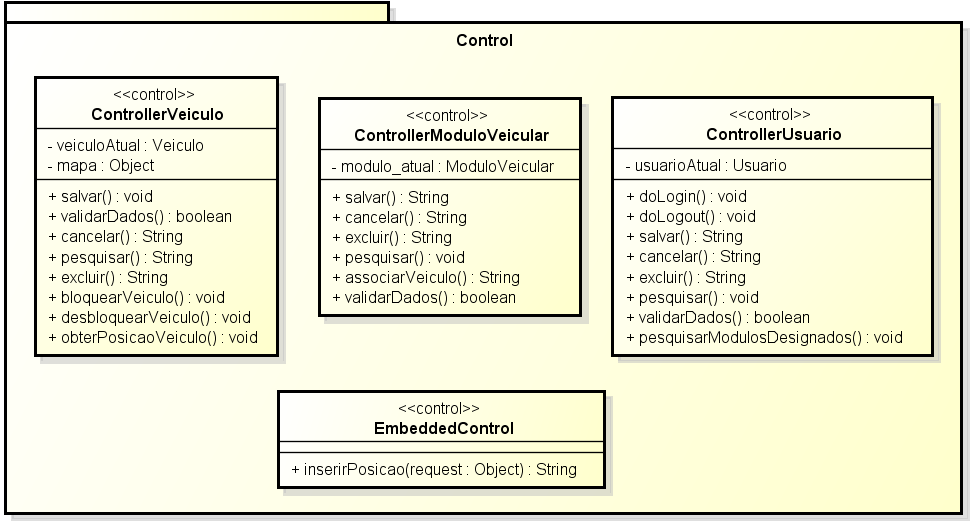 Control
<<control>>
ControllerVeiculo
- veiculoAtual : Veiculo
- mapa : Object
+ salvar() : void
+ validarDados() : boolean
+ cancelar() : String
+ pesquisar() : String
+ excluir() : String
+ bloquearVeiculo() : void
+ desbloquearVeiculo() : void
+ obterPosicaoVeiculo() : void
<<control>>
ControllerModuloVeicular
- modulo_atual : ModuloVeicular
+ salvar() : String
+ cancelar() : String
+ excluir() : String
+ pesquisar() : void
+ associarVeiculo() : String
+ validarDados() : boolean
<<control>>
ControllerUsuario
- usuarioAtual : Usuario
+ doLogin() : void
+ doLogout() : void
+ salvar() : String
+ cancelar() : String
+ excluir() : String
+ pesquisar() : void
+ validarDados() : boolean
+ pesquisarModulosDesignados() : void
<<control>>
EmbeddedControl
+ inserirPosicao(request : Object) : String